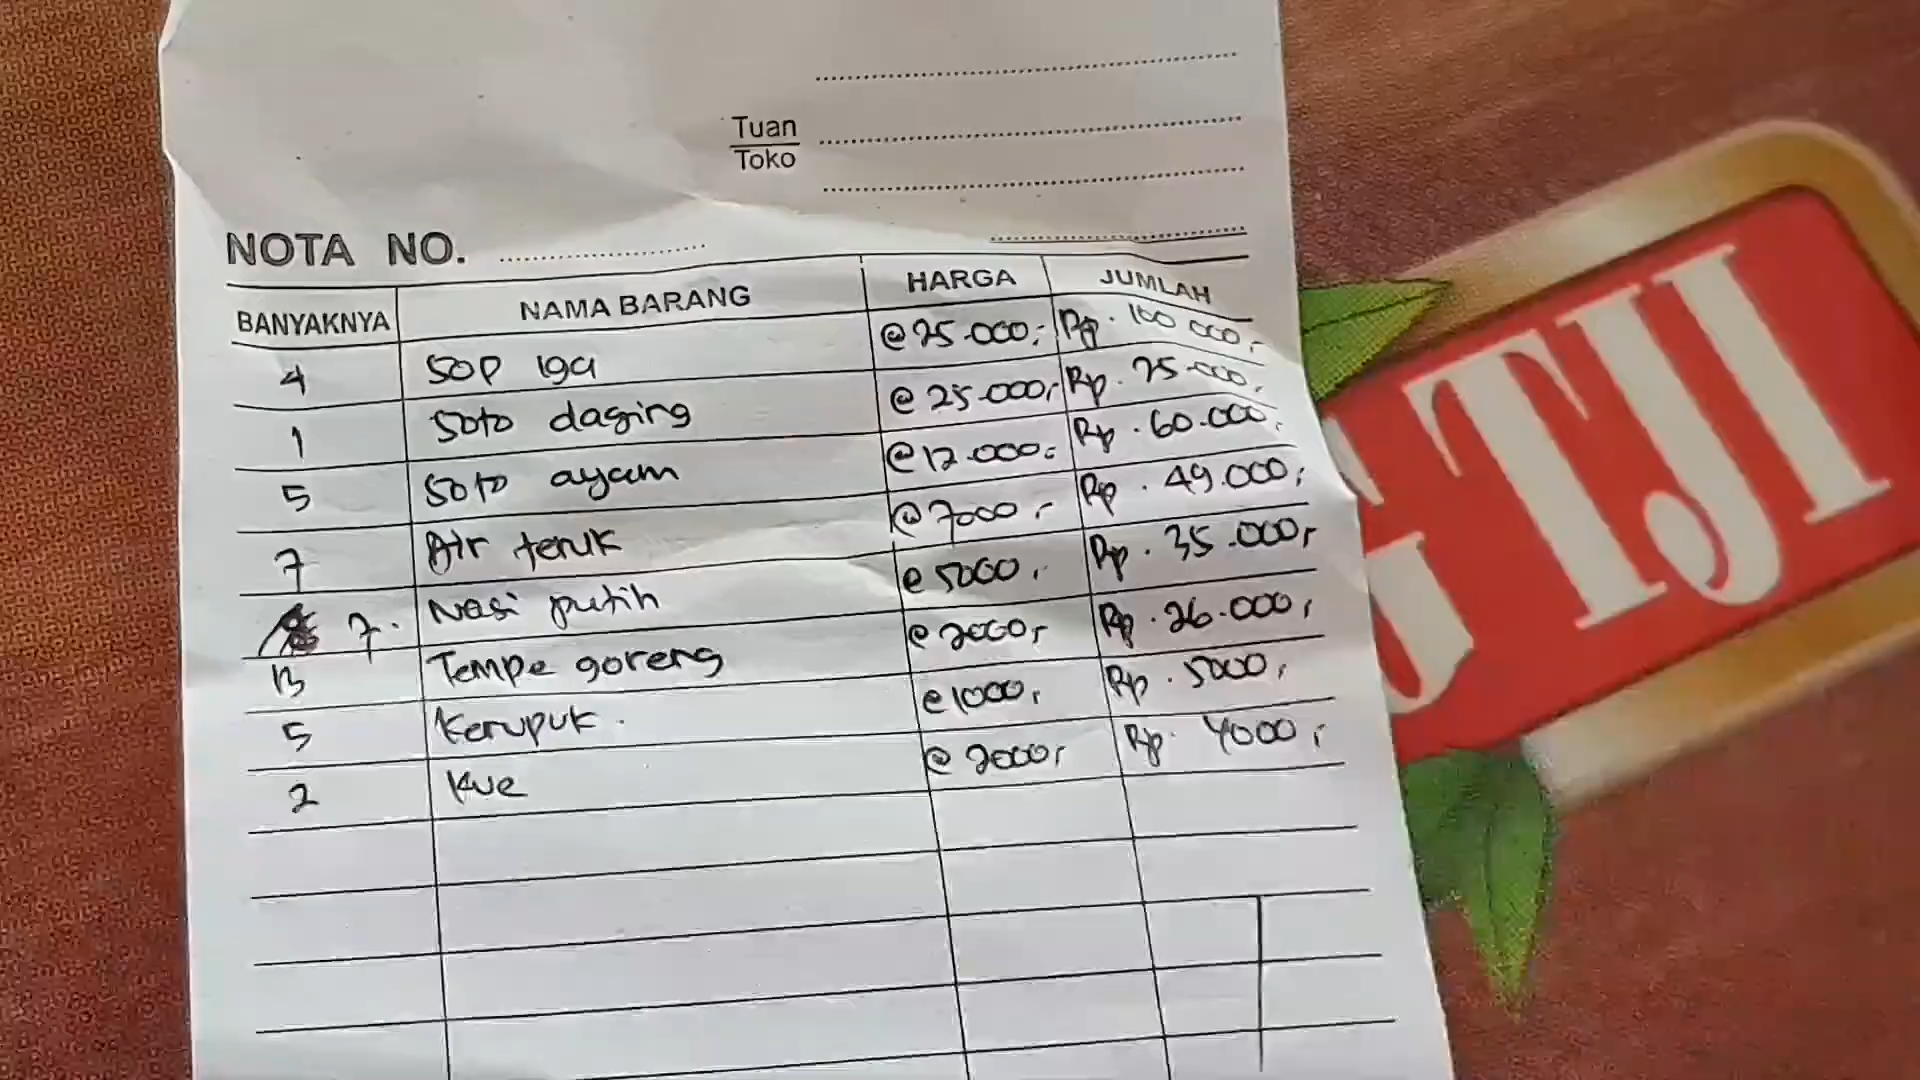 Tuan
Toko
NOTA NO.
BANYAKNYA NAMA BARANG HARGA JUMLAH
4 Sop iga @25.000,- Rp. 100.000,-
1 Soto daging @ 25.000,- Rp. 25.000,-
5 Soto ayam @12.000,- Rp. 60.000,-
7 Air jeruk @7000,- Rp. 49.000,-
7. Nasi putih @5000,- Rp. 35.000,-
13 Tempe goreng @2000,- Rp. 26.000,-
5 Kerupuk. @1000,- Rp. 5000,-
2 Kue @2000,- Rp. 4000,-
G TJI